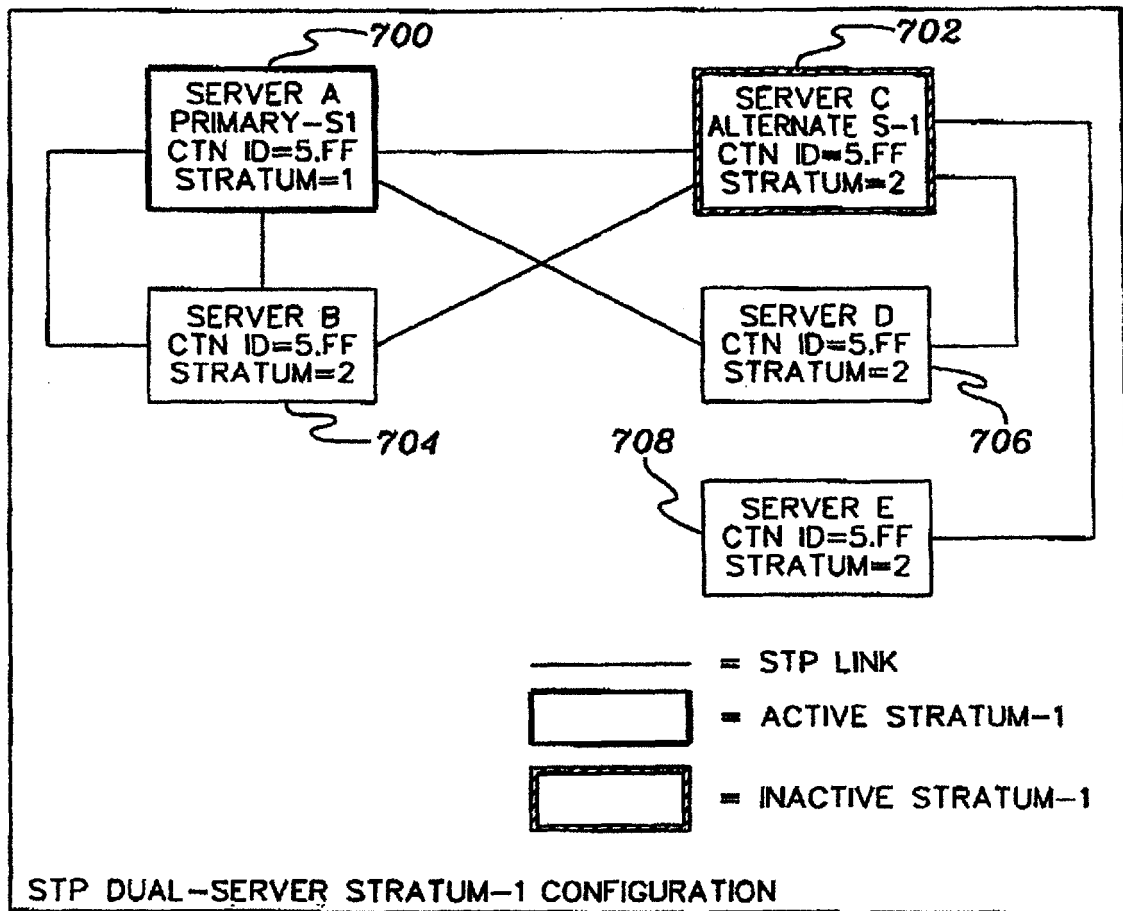 700
702
SERVER A
PRIMARY-S1
CTN ID=5.FF
STRATUM=1
SERVER C
ALTERNATE S-1
CTN ID=5.FF
STRATUM=2
SERVER B
CTN ID=5.FF
STRATUM=2
SERVER D
CTN ID=5.FF
STRATUM=2
704
708
706
SERVER E
CTN ID=5.FF
STRATUM=2
= STP LINK
= ACTIVE STRATUM-1
= INACTIVE STRATUM-1
STP DUAL-SERVER STRATUM-1 CONFIGURATION